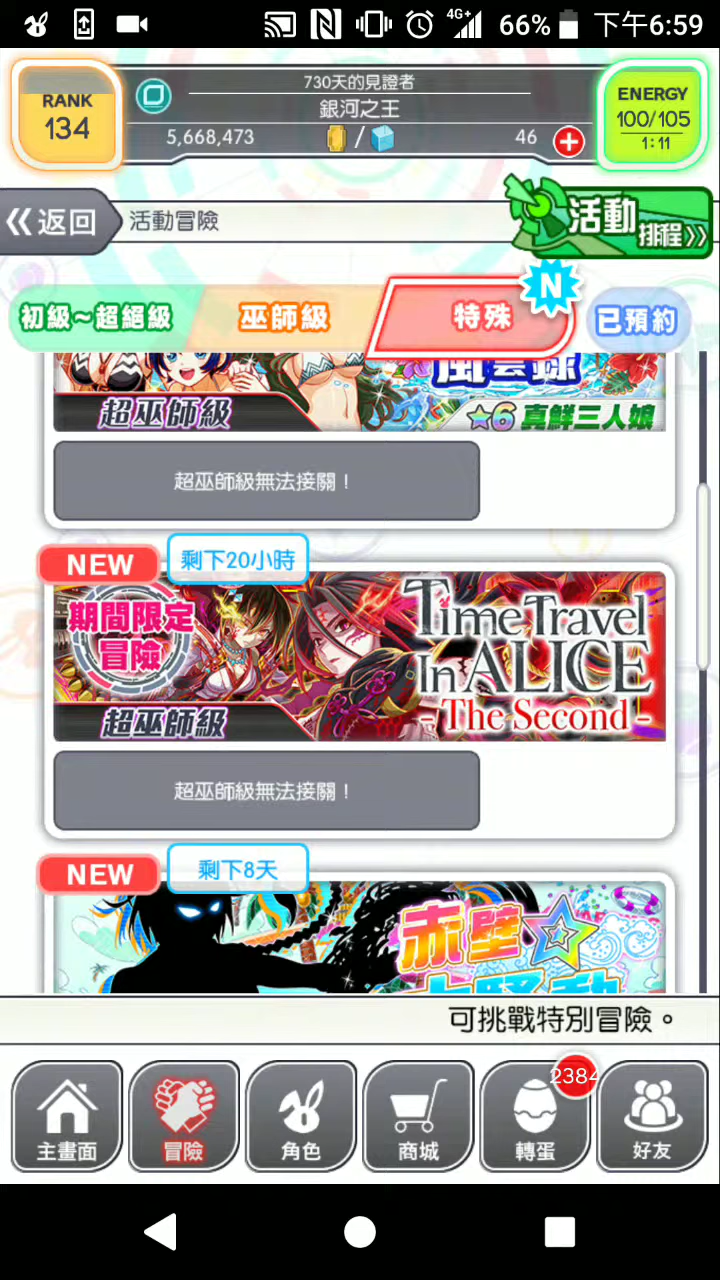 4G+ 66% 下午6:59
RANK
134
730天的見證者
銀河之王
5,668,473 / 46
ENERGY
100/105
1:11
返回
活動冒險
活動
排程
初級~超絕級
巫師級
特殊
N
已預約
超巫師級
☆6 真鮮三人娘
超巫師級無法接關！
NEW
剩下20小時
期間限定
冒險
Time Travel
In ALICE
- The Second -
超巫師級
超巫師級無法接關！
NEW
剩下8天
赤壁
可挑戰特別冒險。
2384
主畫面
冒險
角色
商城
轉蛋
好友